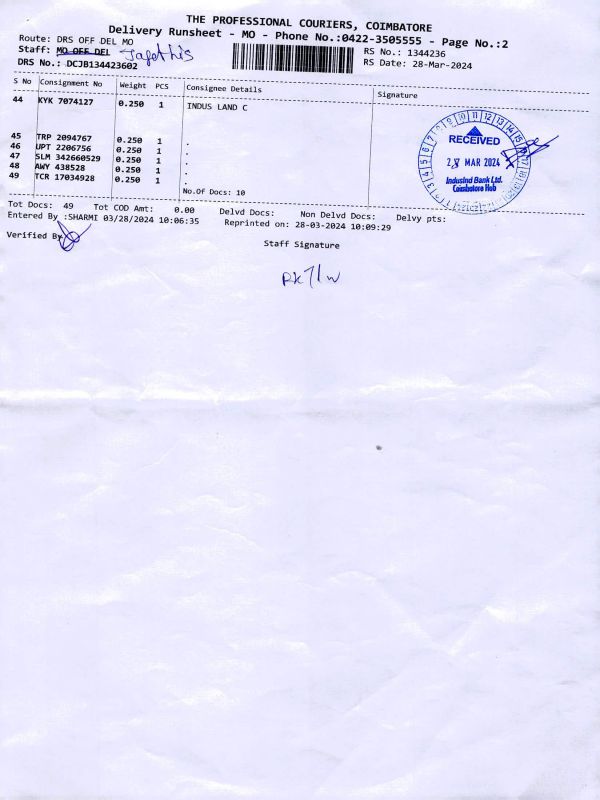 THE PROFESSIONAL COURIERS, COIMBATORE
Delivery Runsheet - MO - Phone No.:0422-3505555 - Page No.:2
Route: DRS OFF DEL MO
RS No.: 1344236
Staff: MO OFF DEL
RS Date: 28-Mar-2024
DRS No.: DCJB134423602
S No Consignment No Weight PCS Consignee Details Signature
44 KYK 7074127 0.250 1 INDUS LAND C
45 TRP 2094767 0.250 1 .
46 UPT 2206756 0.250 1 .
47 SLM 342660529 0.250 1 .
48 AWY 438528 0.250 1 .
49 TCR 17034928 0.250 1 .
No.Of Docs: 10
RECEIVED
28 MAR 2024
IndusInd Bank Ltd.
Coimbatore Hub
Tot Docs: 49 Tot COD Amt: 0.00 Delvd Docs: Non Delvd Docs: Delvy pts:
Entered By :SHARMI 03/28/2024 10:06:35 Reprinted on: 28-03-2024 10:09:29
Verified By
Staff Signature